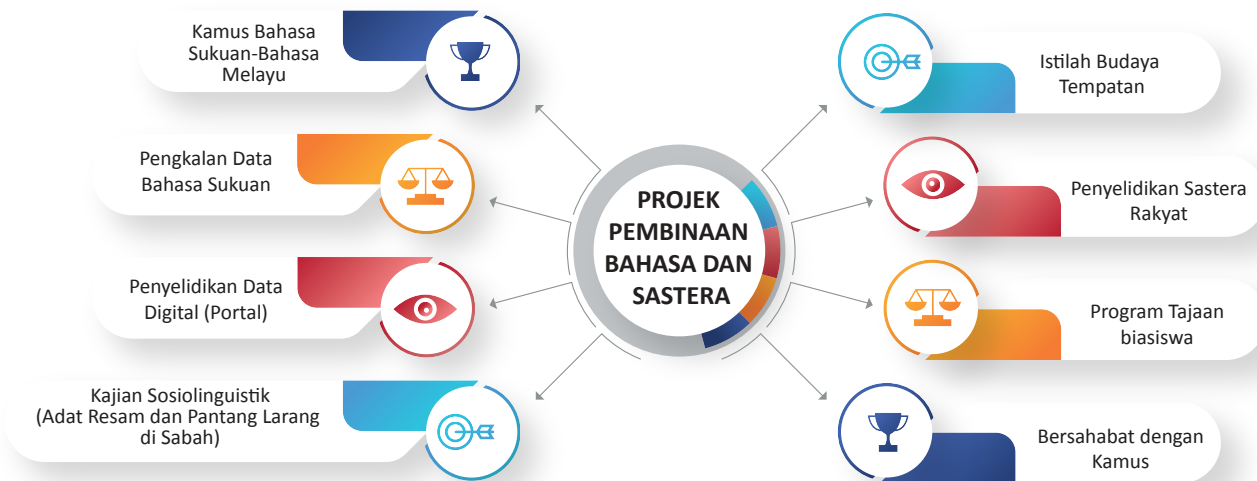 Kamus Bahasa
Sukuan-Bahasa
Melayu
Pengkalan Data
Bahasa Sukuan
Penyelidikan Data
Digital (Portal)
Kajian Sosiolinguistik
(Adat Resam dan Pantang Larang
di Sabah)
PROJEK
PEMBINAAN
BAHASA DAN
SASTERA
Istilah Budaya
Tempatan
Penyelidikan Sastera
Rakyat
Program Tajaan
biasiswa
Bersahabat dengan
Kamus